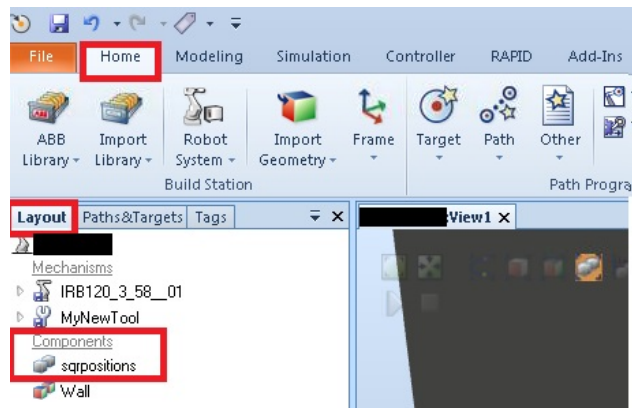 File Home Modeling Simulation Controller RAPID Add-Ins
ABB Library Import Library Robot System Import Geometry Frame Target Path Other
Build Station Path Progra
Layout Paths&Targets Tags :View1
Mechanisms
IRB120_3_58__01
MyNewTool
Components
sqrpositions
Wall